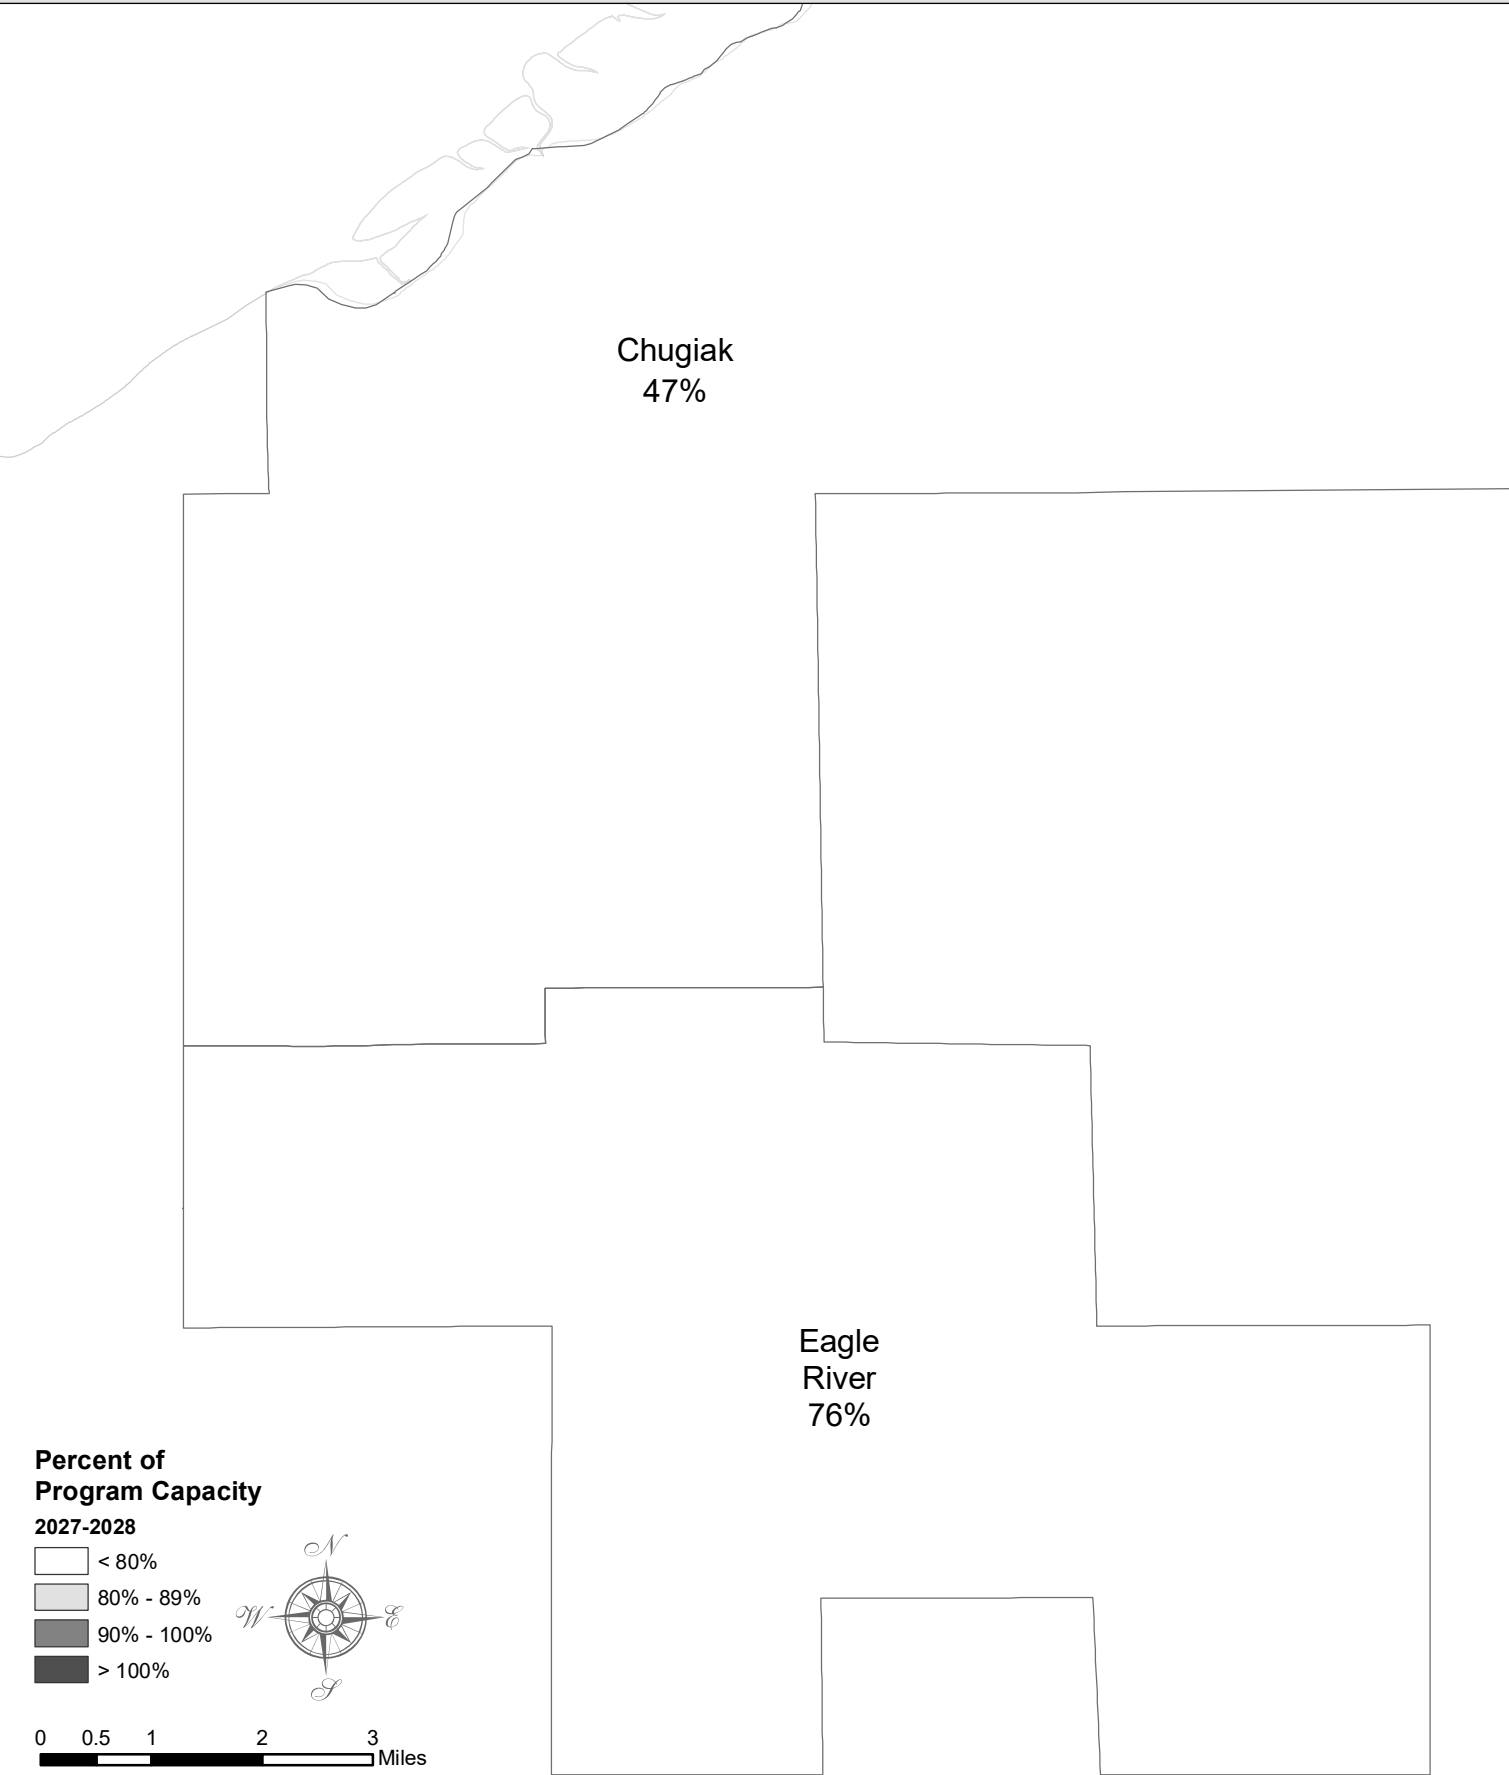 Chugiak
47%
Eagle
River
76%
Percent of
Program Capacity
2027-2028
< 80%
80% - 89%
90% - 100%
> 100%
N
W
E
S
0 0.5 1 2 3
Miles